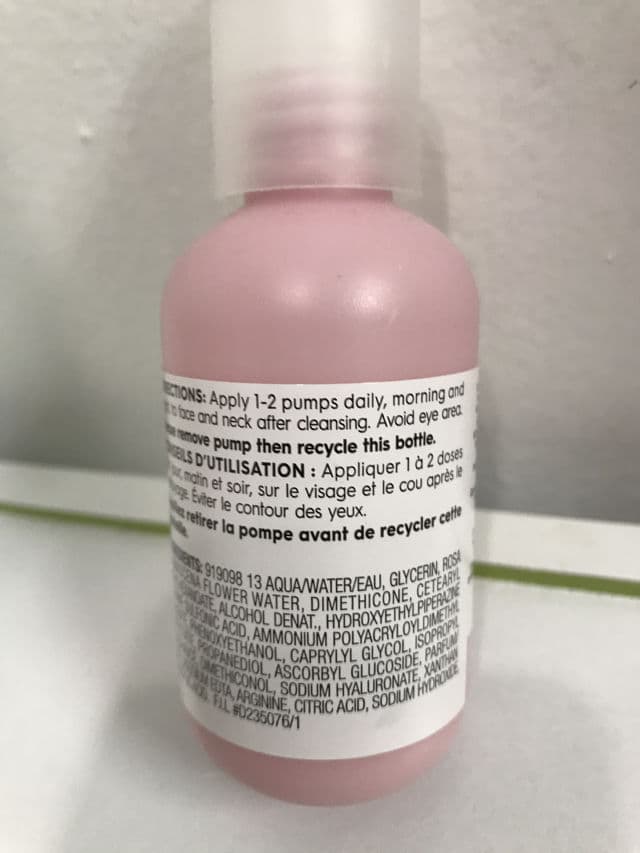 CTIONS: Apply 1-2 pumps daily, morning and
to face and neck after cleansing. Avoid eye area.
remove pump then recycle this bottle.
SEILS D'UTILISATION : Appliquer 1 à 2 doses
matin et soir, sur le visage et le cou après le
Éviter le contour des yeux.
retirer la pompe avant de recycler cette
919098 13 AQUA/WATER/EAU, GLYCERIN, ROSA
FLOWER WATER, DIMETHICONE, CETEARYL
ALCOHOL DENAT., HYDROXYETHYLPIPERAZINE
ACID, AMMONIUM POLYACRYLOYLDIMETHYL
PHENOXYETHANOL, CAPRYLYL GLYCOL, ISOPROPYL
PROPANEDIOL, ASCORBYL GLUCOSIDE, PARFUM
DIMETHICONOL, SODIUM HYALURONATE, XANTHAN
EDTA, ARGININE, CITRIC ACID, SODIUM HYDROXIDE
F.I.L #D235076/1